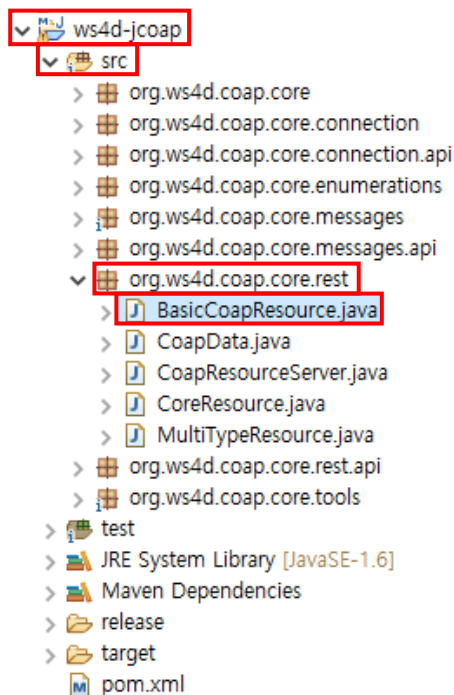 ws4d-jcoap
src
org.ws4d.coap.core
org.ws4d.coap.core.connection
org.ws4d.coap.core.connection.api
org.ws4d.coap.core.enumerations
org.ws4d.coap.core.messages
org.ws4d.coap.core.messages.api
org.ws4d.coap.core.rest
BasicCoapResource.java
CoapData.java
CoapResourceServer.java
CoreResource.java
MultiTypeResource.java
org.ws4d.coap.core.rest.api
org.ws4d.coap.core.tools
test
JRE System Library [JavaSE-1.6]
Maven Dependencies
release
target
pom.xml